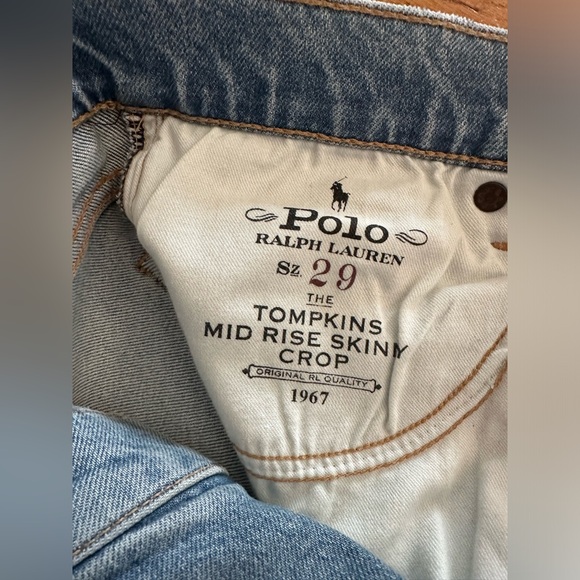 Polo
RALPH LAUREN
Sz. 29
THE
TOMPKINS
MID RISE SKINNY
CROP
ORIGINAL RL QUALITY
1967